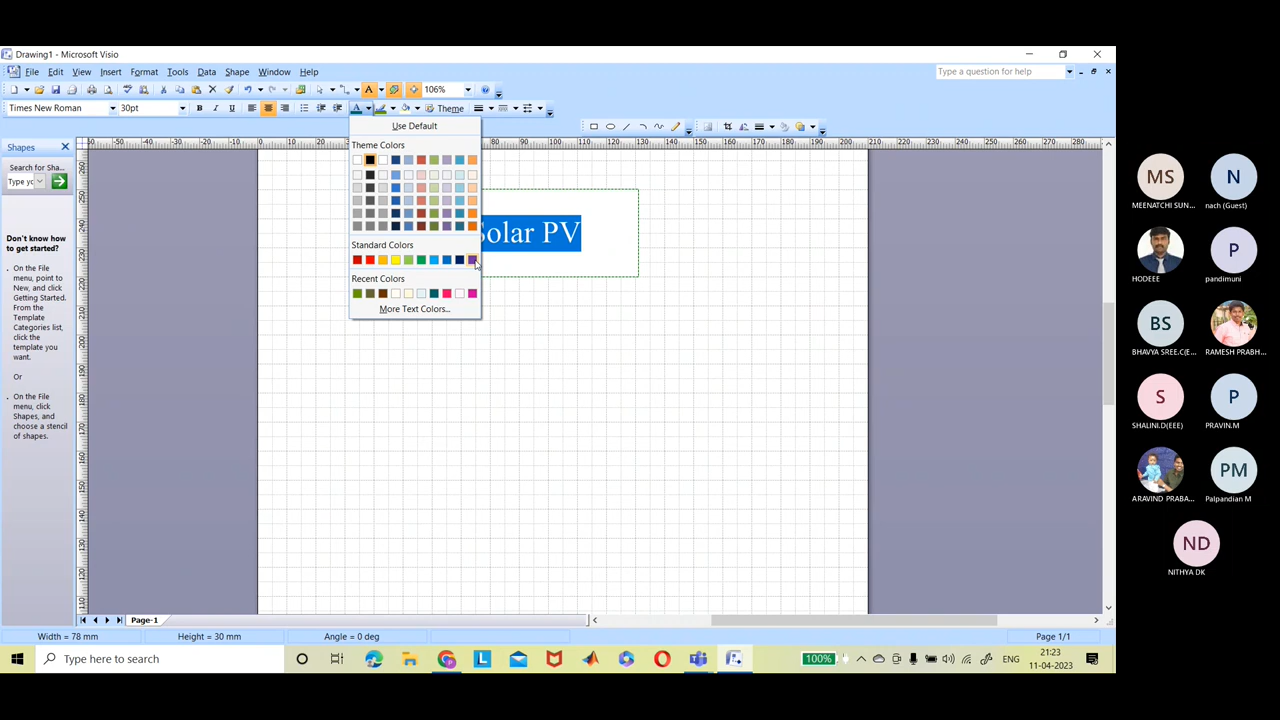 Drawing1 - Microsoft Visio
File Edit View Insert Format Tools Data Shape Window Help
Type a question for help
106%
Times New Roman 30pt B I U A Theme
Shapes
Search for Sha...
Type yo
Don't know how
to get started?
• On the File
menu, point to
New, and click
Getting Started.
From the
Template
Categories list,
click the
template you
want.
Or
• On the File
menu, click
Shapes, and
choose a stencil
of shapes.
Use Default
Theme Colors
Standard Colors
Recent Colors
More Text Colors...
Solar PV
Page-1
Width = 78 mm Height = 30 mm Angle = 0 deg Page 1/1
Type here to search
100%
ENG
21:23
11-04-2023
MS
MEENATCHI SUN...
N
nach (Guest)
HODEEE
P
pandimuni
BS
BHAVYA SREE.C(E...
RAMESH PRABH...
S
SHALINI.D(EEE)
P
PRAVIN.M
ARAVIND PRABA...
PM
Palpandian M
ND
NITHYA DK